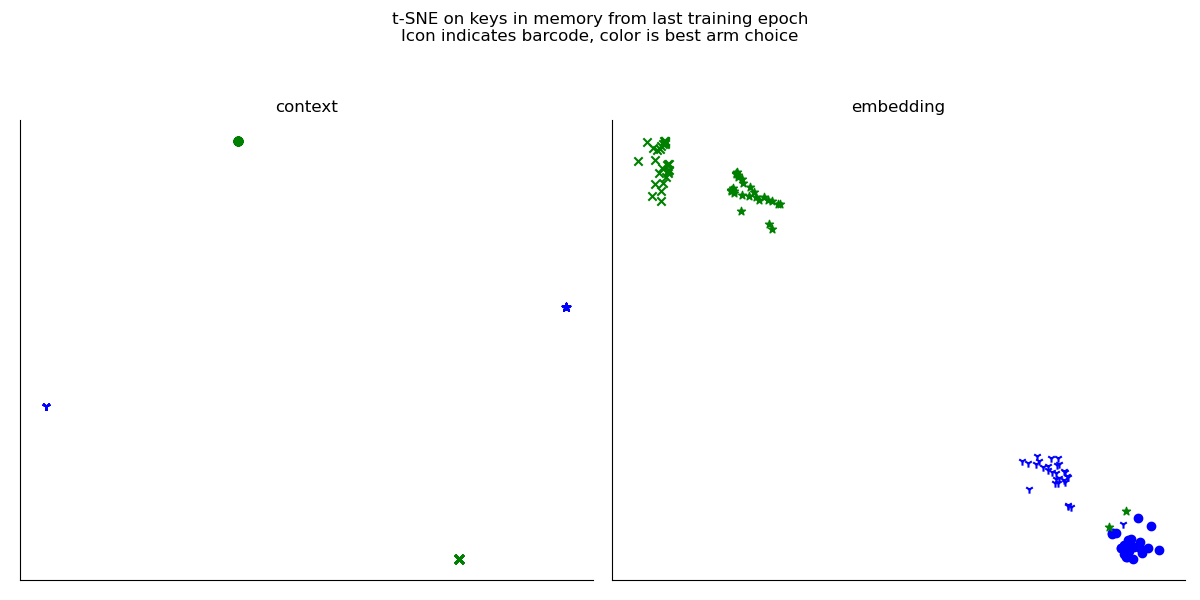 t-SNE on keys in memory from last training epoch
Icon indicates barcode, color is best arm choice
context
embedding